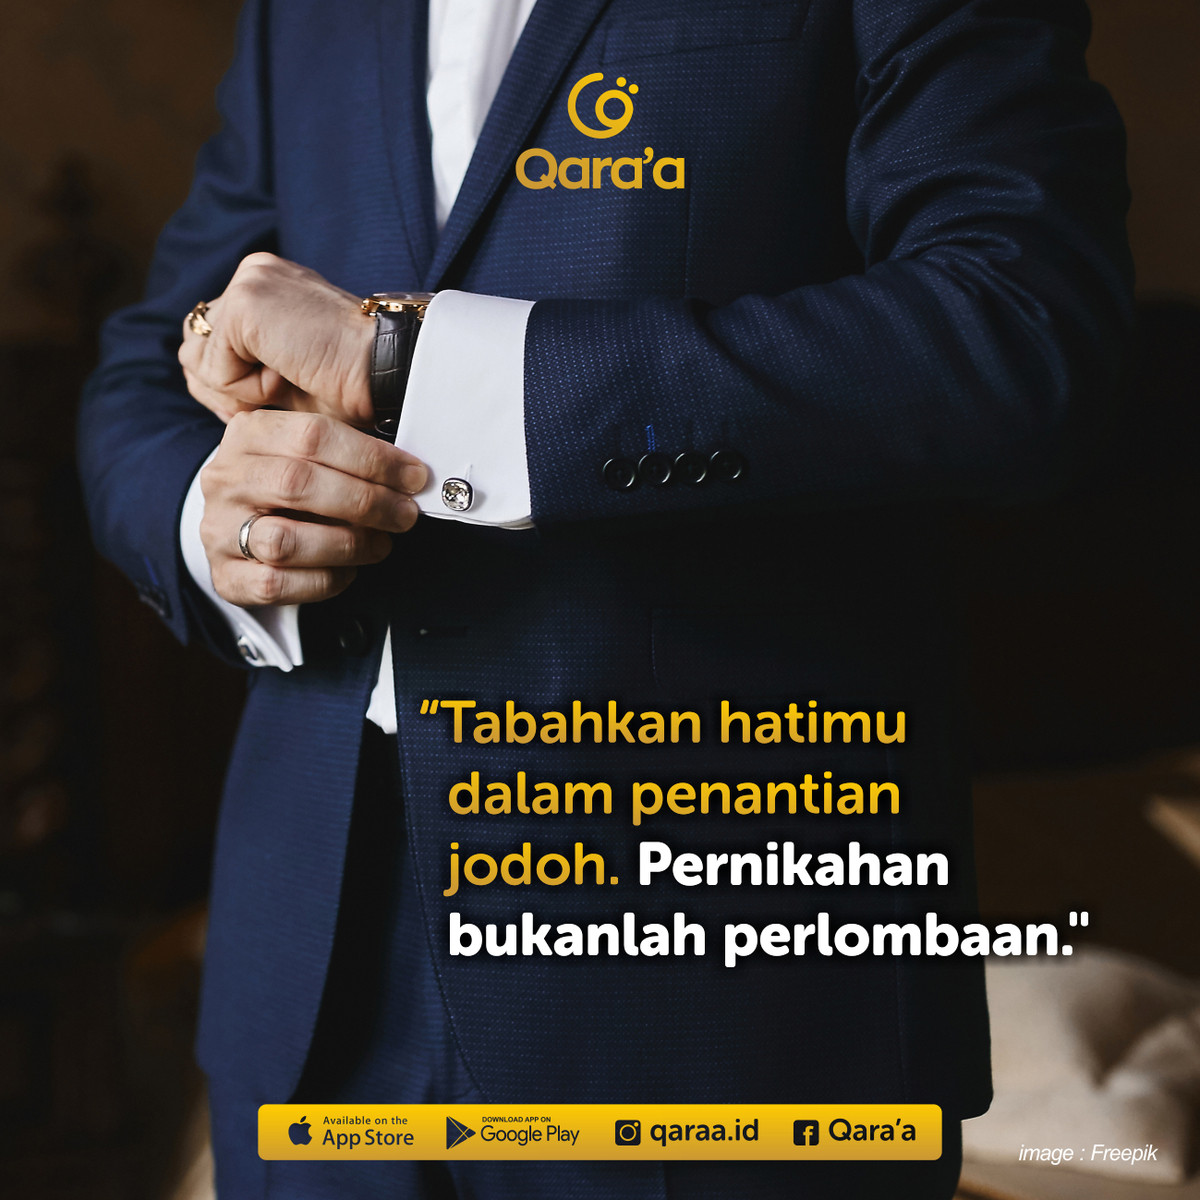 Qara'a
“Tabahkan hatimu
dalam penantian
jodoh. Pernikahan
bukanlah perlombaan."
Available on the
App Store
DOWNLOAD APP ON
Google Play
qaraa.id
Qara'a
image : Freepik